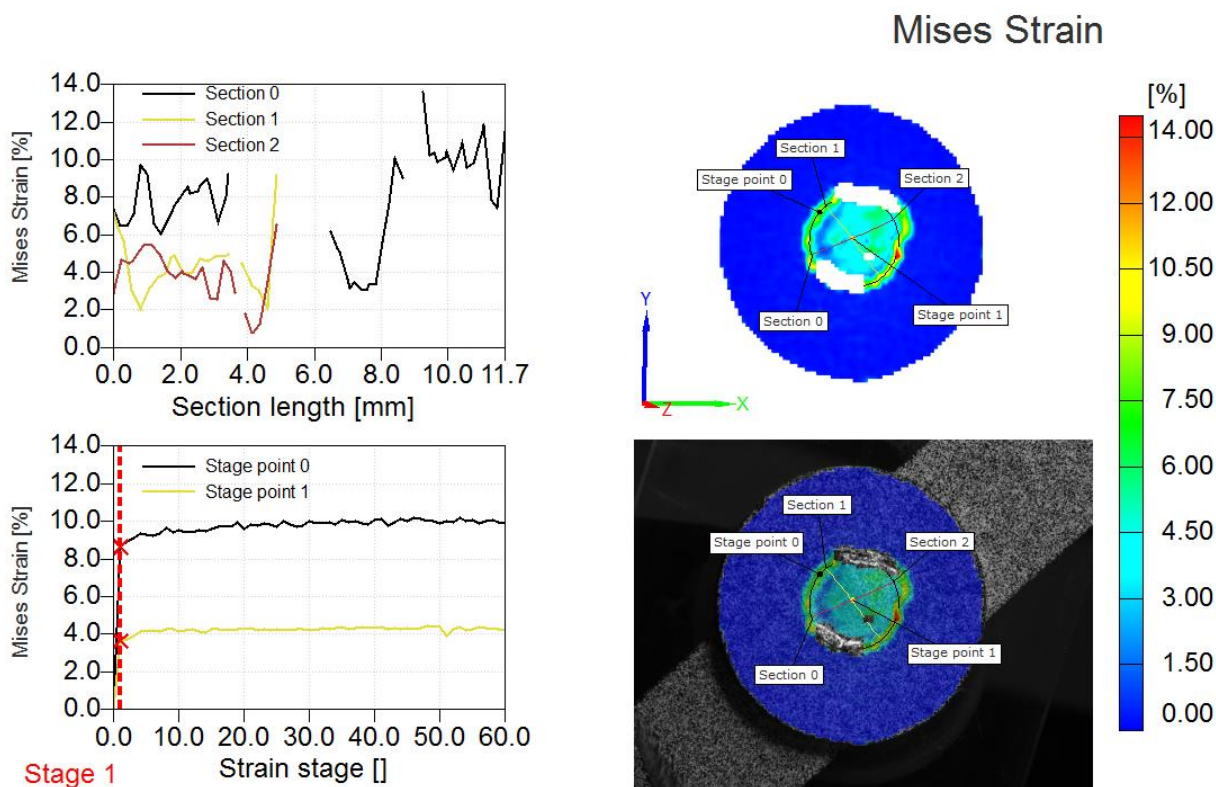 Mises Strain
14.0
12.0
10.0
8.0
6.0
4.0
2.0
0.0
Mises Strain [%]
Section 0
Section 1
Section 2
0.0 2.0 4.0 6.0 8.0 10.0 11.7
Section length [mm]
14.0
12.0
10.0
8.0
6.0
4.0
2.0
0.0
Mises Strain [%]
Stage point 0
Stage point 1
0.0 10.0 20.0 30.0 40.0 50.0 60.0
Strain stage []
Stage 1
Section 1
Stage point 0
Section 2
Section 0
Stage point 1
Y
Z
X
Section 1
Stage point 0
Section 2
Section 0
Stage point 1
[%]
14.00
12.00
10.50
9.00
7.50
6.00
4.50
3.00
1.50
0.00